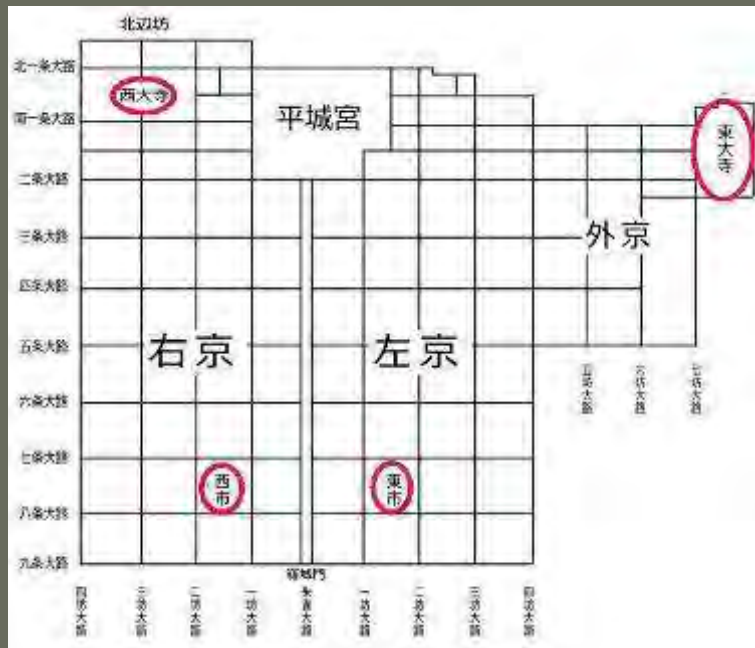 北辺坊
北一条大路
西大寺
南一条大路
平城宮
東大寺
二条大路
三条大路
外京
四条大路
五条大路
右京
左京
五坊大路
六坊大路
七坊大路
六条大路
七条大路
西市
東市
八条大路
九条大路
羅城門
四坊大路
三坊大路
二坊大路
一坊大路
朱雀大路
一坊大路
二坊大路
三坊大路
四坊大路